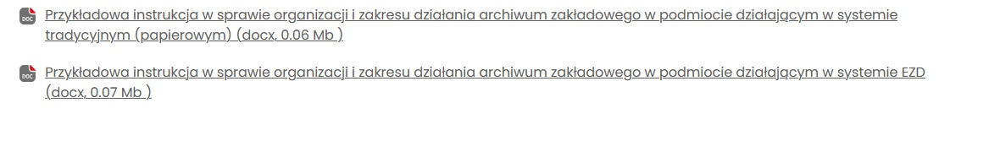 DOC Przykładowa instrukcja w sprawie organizacji i zakresu działania archiwum zakładowego w podmiocie działającym w systemie
tradycyjnym (papierowym) (docx, 0.06 Mb )
DOC Przykładowa instrukcja w sprawie organizacji i zakresu działania archiwum zakładowego w podmiocie działającym w systemie EZD
(docx, 0.07 Mb )